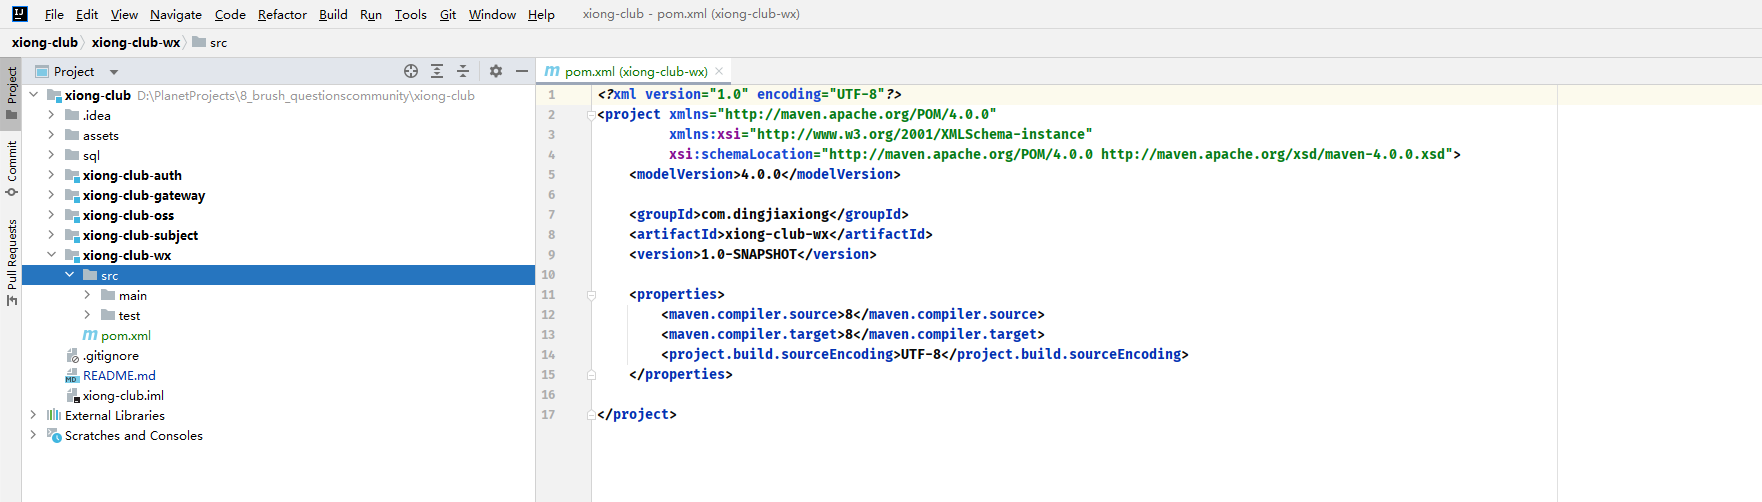 File Edit View Navigate Code Refactor Build Run Tools Git Window Help xiong-club - pom.xml (xiong-club-wx)
xiong-club xiong-club-wx src
Project
pom.xml (xiong-club-wx)
Project
Commit
Pull Requests
xiong-club D:\PlanetProjects\8_brush_questionscommunity\xiong-club
.idea
assets
sql
xiong-club-auth
xiong-club-gateway
xiong-club-oss
xiong-club-subject
xiong-club-wx
src
main
test
pom.xml
.gitignore
README.md
xiong-club.iml
External Libraries
Scratches and Consoles
1 <?xml version="1.0" encoding="UTF-8"?>
2 <project xmlns="http://maven.apache.org/POM/4.0.0"
3 xmlns:xsi="http://www.w3.org/2001/XMLSchema-instance"
4 xsi:schemaLocation="http://maven.apache.org/POM/4.0.0 http://maven.apache.org/xsd/maven-4.0.0.xsd">
5 <modelVersion>4.0.0</modelVersion>
6
7 <groupId>com.dingjiaxiong</groupId>
8 <artifactId>xiong-club-wx</artifactId>
9 <version>1.0-SNAPSHOT</version>
10
11 <properties>
12 <maven.compiler.source>8</maven.compiler.source>
13 <maven.compiler.target>8</maven.compiler.target>
14 <project.build.sourceEncoding>UTF-8</project.build.sourceEncoding>
15 </properties>
16
17 </project>